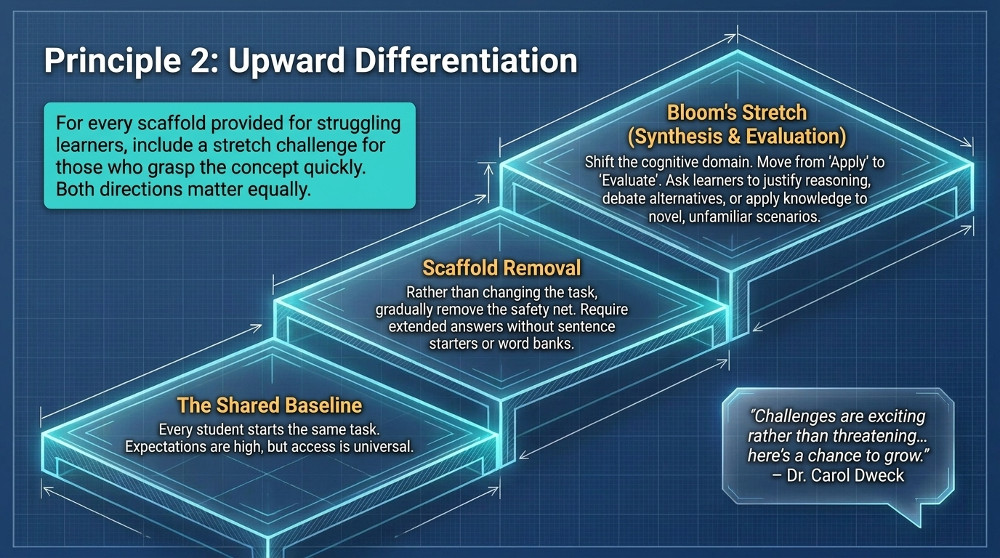 Principle 2: Upward Differentiation
For every scaffold provided for struggling
learners, include a stretch challenge for
those who grasp the concept quickly.
Both directions matter equally.
Bloom's Stretch
(Synthesis & Evaluation)
Shift the cognitive domain. Move from 'Apply' to
'Evaluate'. Ask learners to justify reasoning,
debate alternatives, or apply knowledge to
novel, unfamiliar scenarios.
Scaffold Removal
Rather than changing the task,
gradually remove the safety net. Require
extended answers without sentence
starters or word banks.
The Shared Baseline
Every student starts the same task.
Expectations are high, but access is universal.
"Challenges are exciting
rather than threatening...
here's a chance to grow."
– Dr. Carol Dweck